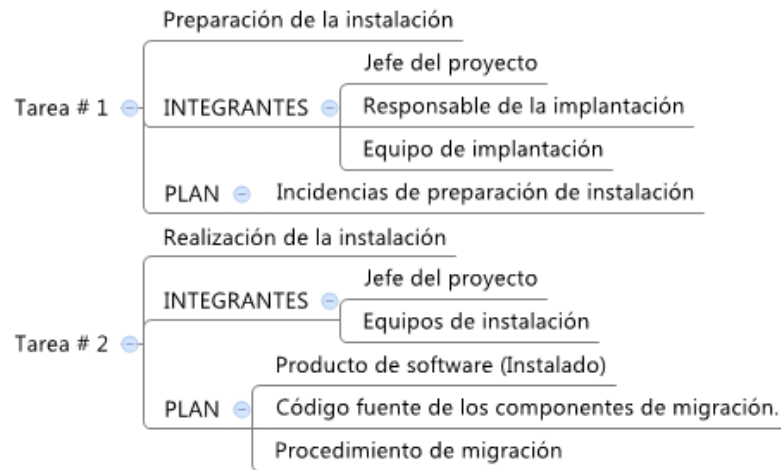 Preparación de la instalación
Jefe del proyecto
Tarea # 1
INTEGRANTES
Responsable de la implantación
Equipo de implantación
PLAN
Incidencias de preparación de instalación
Realización de la instalación
Jefe del proyecto
INTEGRANTES
Equipos de instalación
Tarea # 2
Producto de software (Instalado)
PLAN
Código fuente de los componentes de migración.
Procedimiento de migración